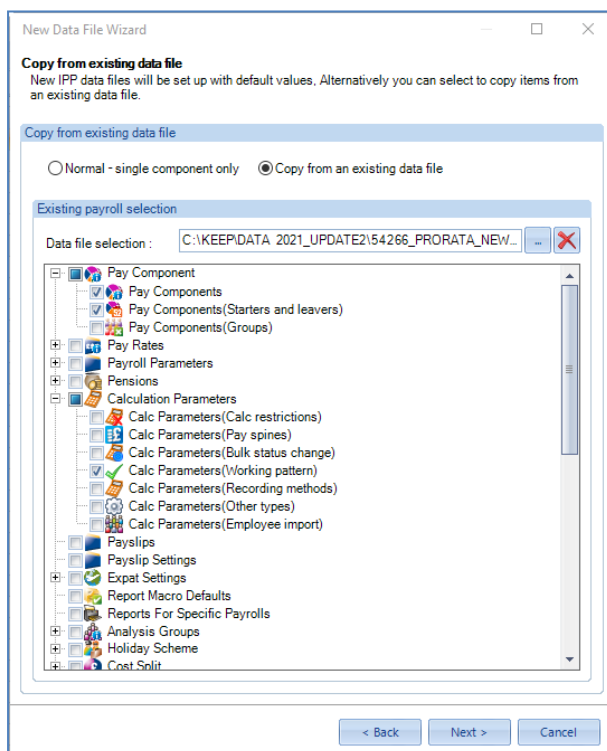 New Data File Wizard
Copy from existing data file
New IPP data files will be set up with default values, Alternatively you can select to copy items from
an existing data file.
Copy from existing data file
Normal - single component only
Copy from an existing data file
Existing payroll selection
Data file selection :
C:\KEEP\DATA 2021_UPDATE2\54266_PRORATA_NEW...
...
Pay Component
Pay Components
Pay Components(Starters and leavers)
Pay Components(Groups)
Pay Rates
Payroll Parameters
Pensions
Calculation Parameters
Calc Parameters(Calc restrictions)
Calc Parameters(Pay spines)
Calc Parameters(Bulk status change)
Calc Parameters(Working pattern)
Calc Parameters(Recording methods)
Calc Parameters(Other types)
Calc Parameters(Employee import)
Payslips
Payslip Settings
Expat Settings
Report Macro Defaults
Reports For Specific Payrolls
Analysis Groups
Holiday Scheme
Cost Split
< Back
Next >
Cancel